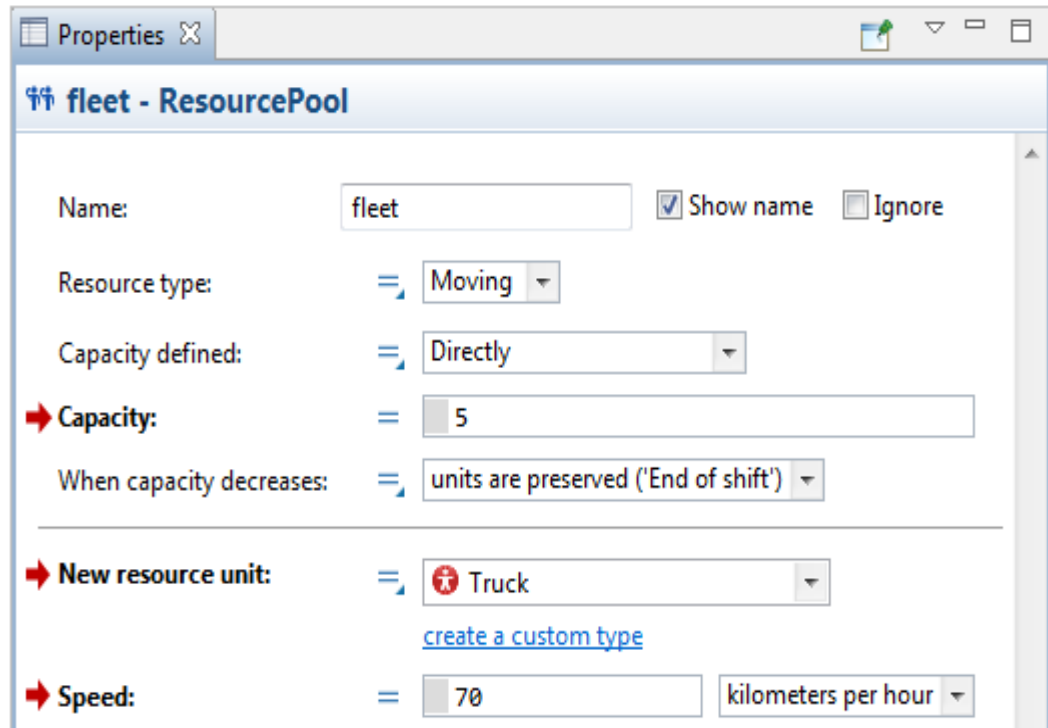 Properties
fleet - ResourcePool
Name: fleet Show name Ignore
Resource type: = Moving
Capacity defined: = Directly
Capacity: = 5
When capacity decreases: = units are preserved ('End of shift')
New resource unit: = Truck
create a custom type
Speed: = 70 kilometers per hour